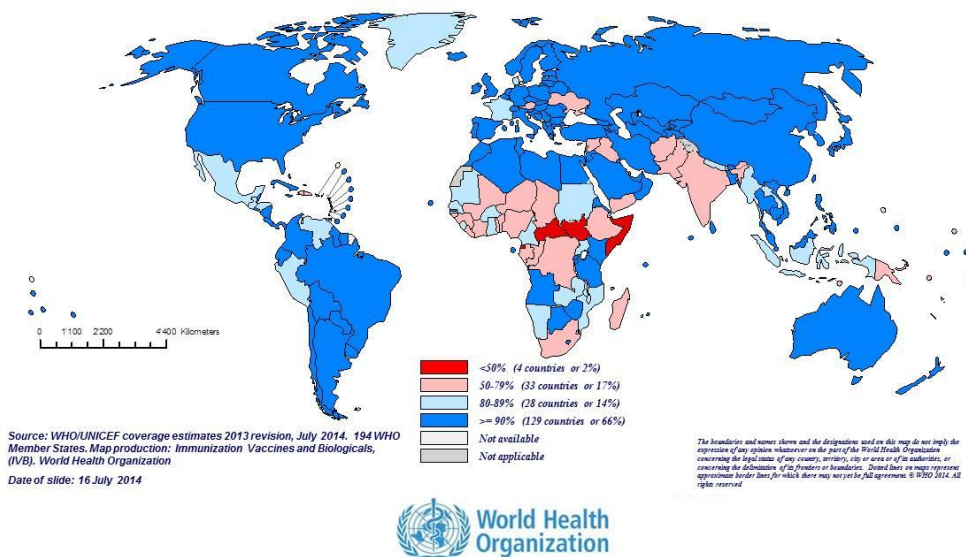 0 1'100 2'200 4'400 Kilometers
<50% (4 countries or 2%)
50-79% (33 countries or 17%)
80-89% (28 countries or 14%)
>= 90% (129 countries or 66%)
Not available
Not applicable
Source: WHO/UNICEF coverage estimates 2013 revision, July 2014. 194 WHO
Member States. Map production: Immunization Vaccines and Biologicals,
(IVB). World Health Organization
Date of slide: 16 July 2014
The boundaries and names shown and the designations used on this map do not imply the
expression of any opinion whatsoever on the part of the World Health Organization
concerning the legal status of any country, territory, city or area or of its authorities, or
concerning the delimitation of its frontiers or boundaries. Dotted lines on maps represent
approximate border lines for which there may not yet be full agreement. © WHO 2014. All
rights reserved
World Health
Organization